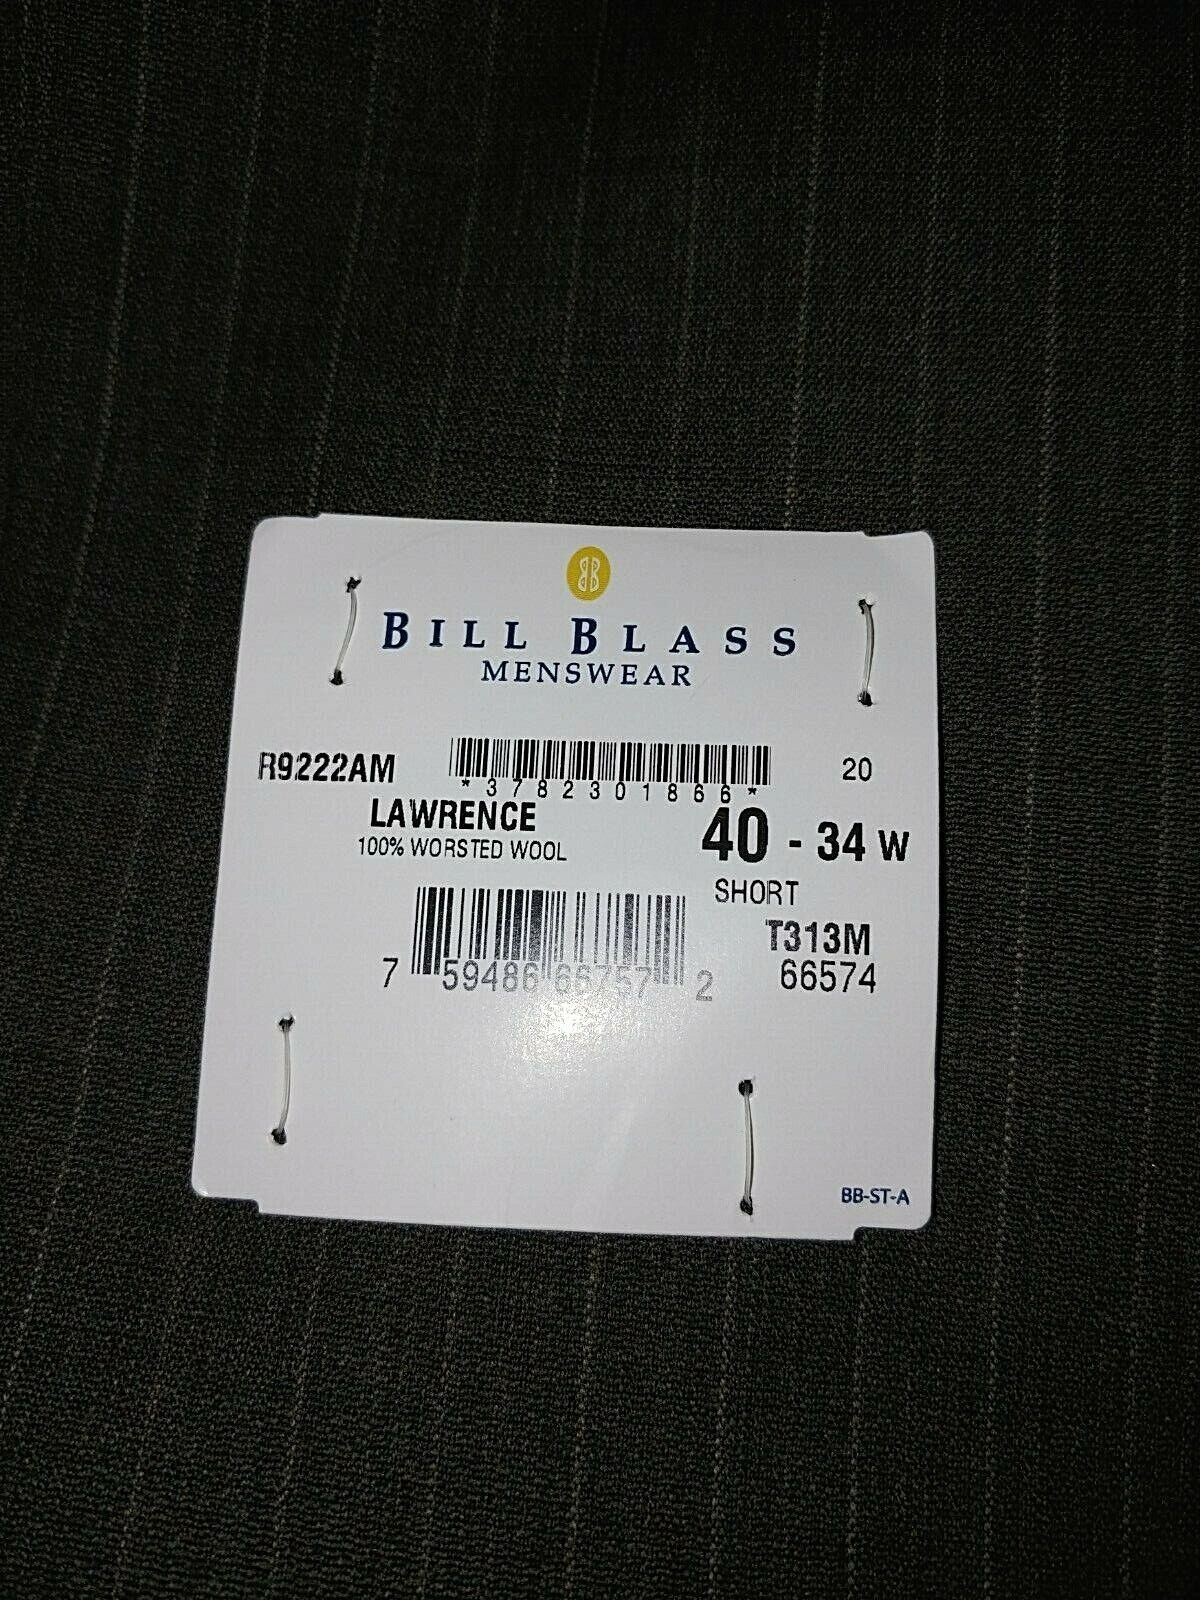 BILL BLASS
MENSWEAR
R9222AM
*3782301866*
20
LAWRENCE
40 - 34 W
100% WORSTED WOOL
SHORT
T313M
7 59486 66757 2
66574
BB-ST-A